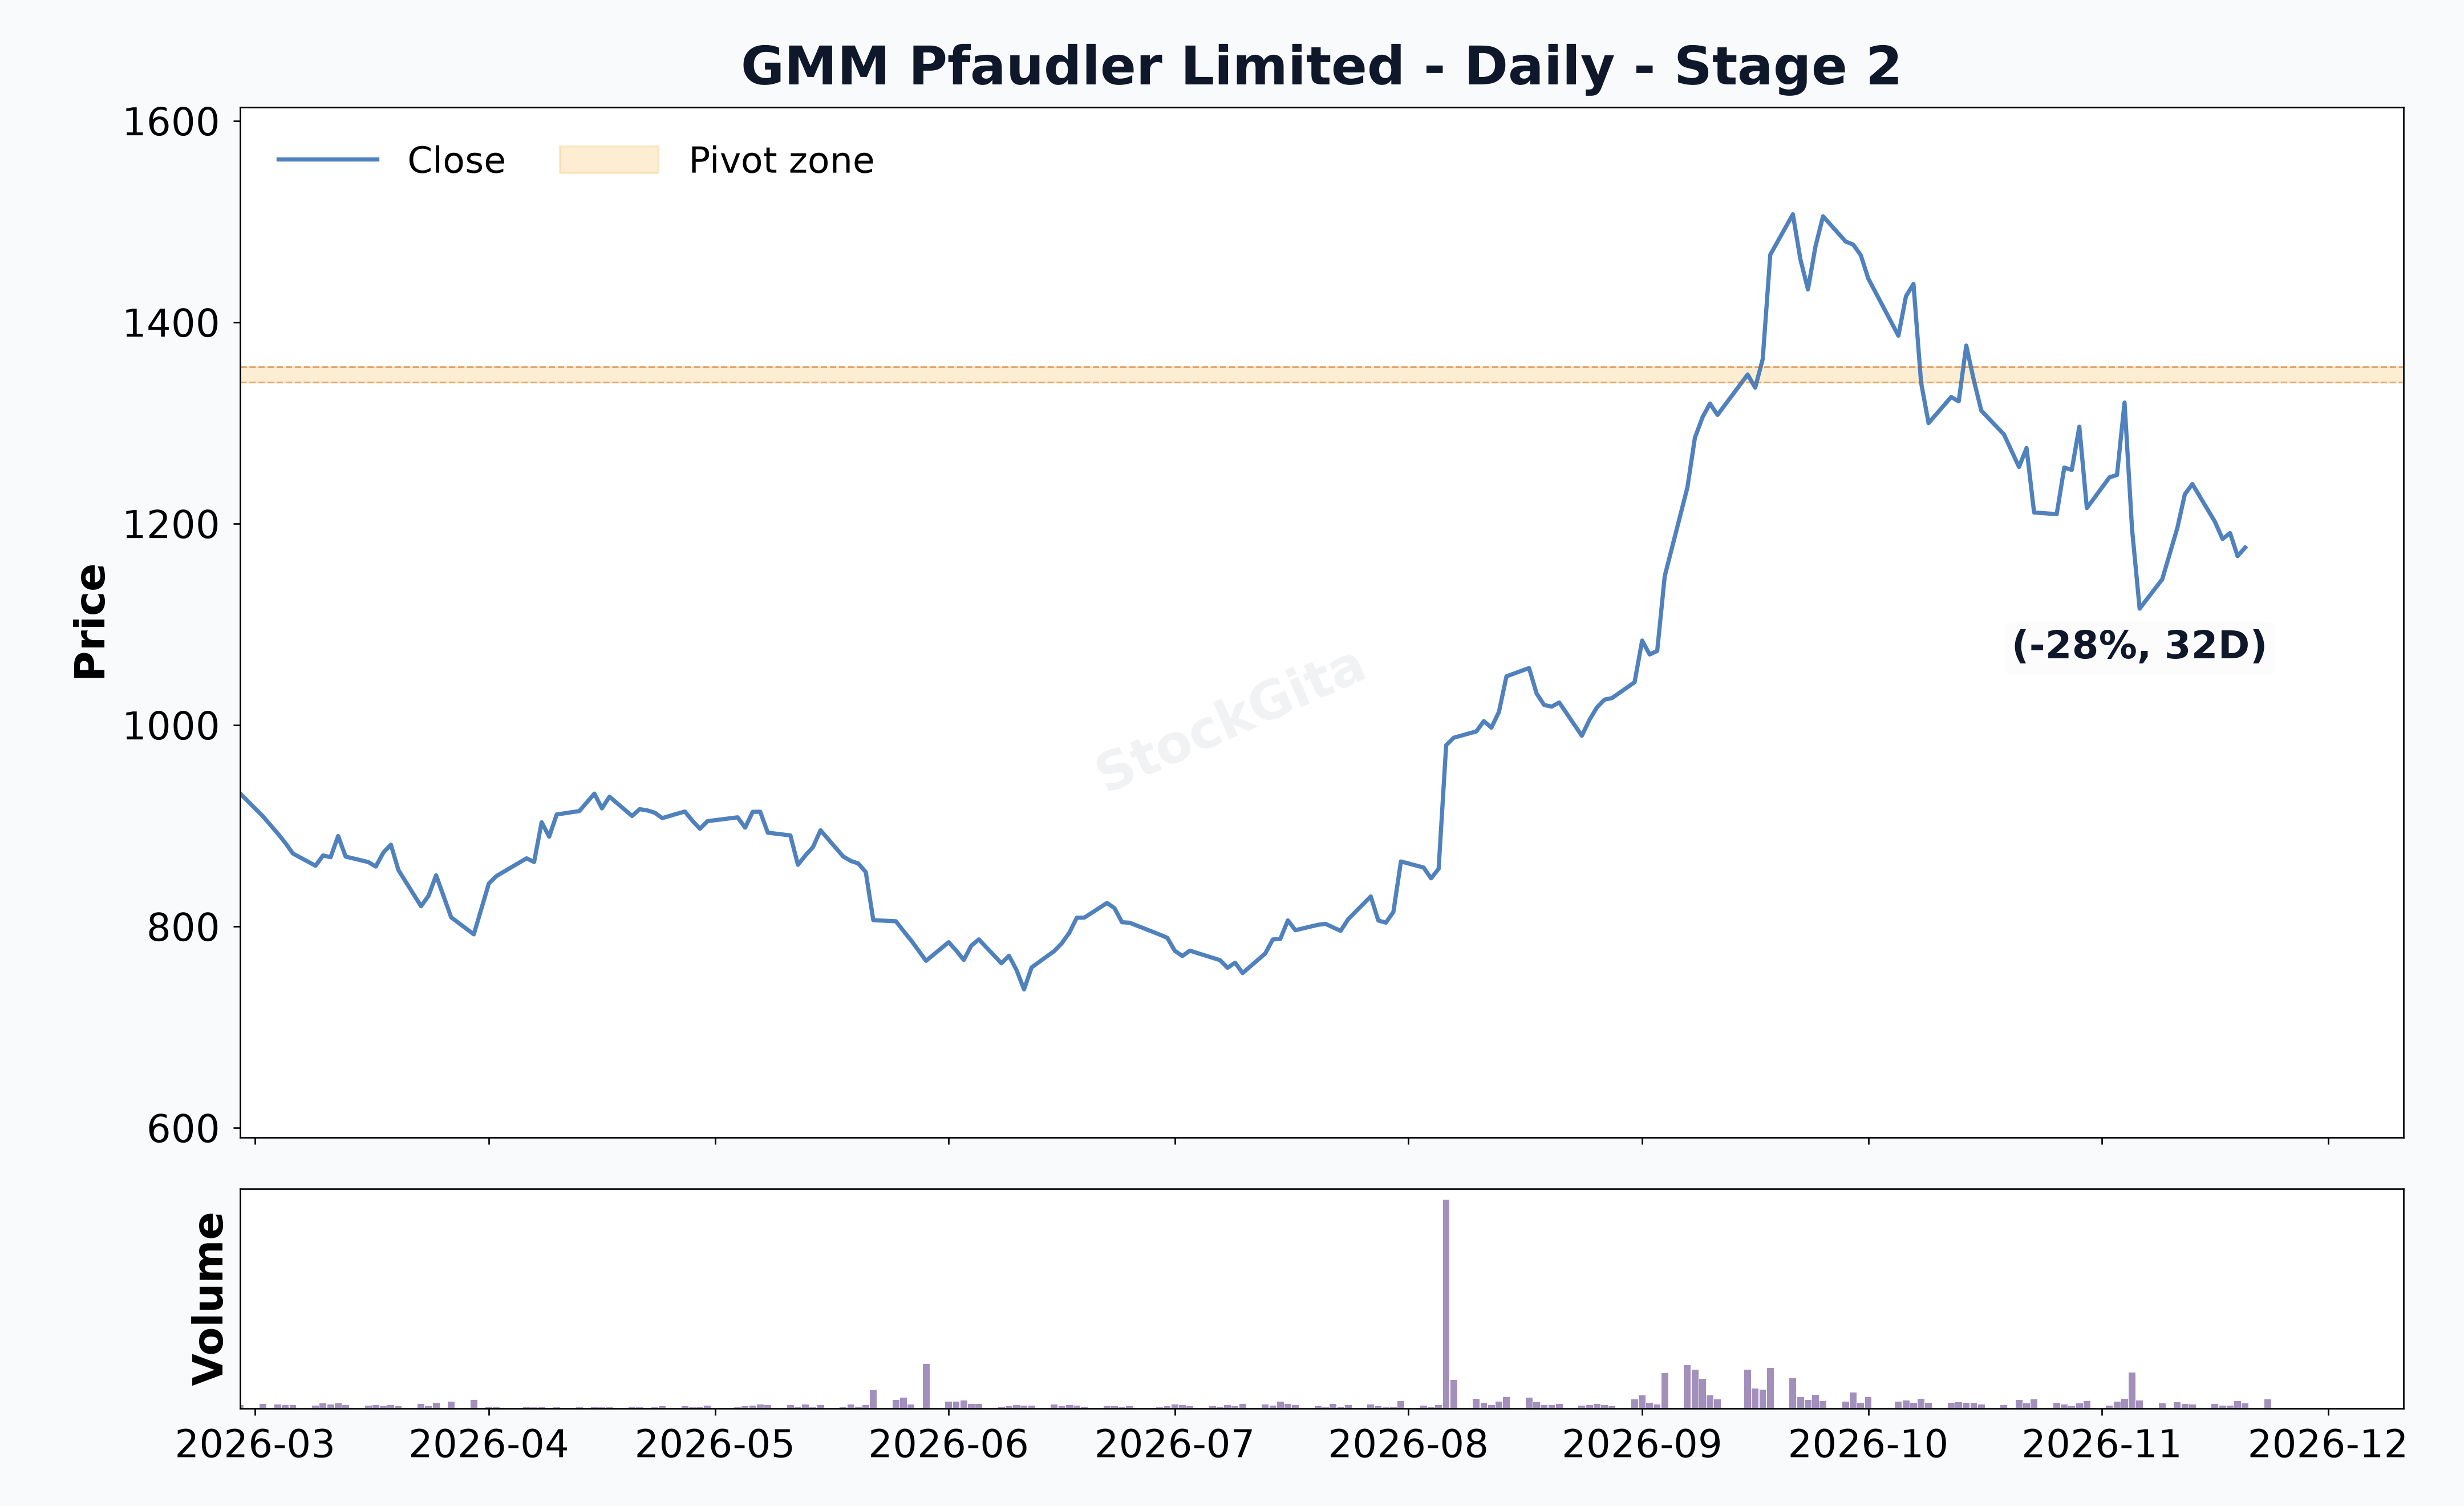 GMM Pfaudler Limited - Daily - Stage 2
Close
Pivot zone
1600
1400
1200
1000
800
600
Price
StockGita
(-28%, 32D)
Volume
2026-03
2026-04
2026-05
2026-06
2026-07
2026-08
2026-09
2026-10
2026-11
2026-12